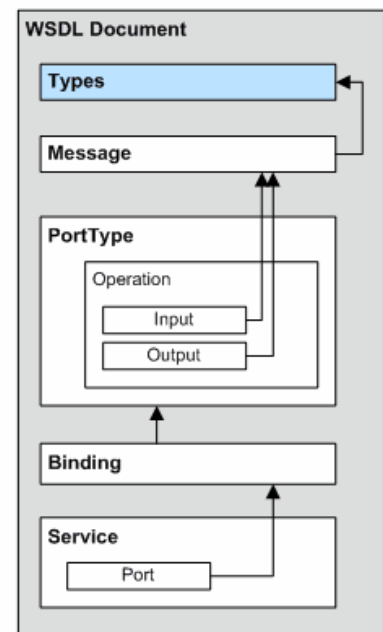 WSDL Document
Types
Message
PortType
Operation
Input
Output
Binding
Service
Port